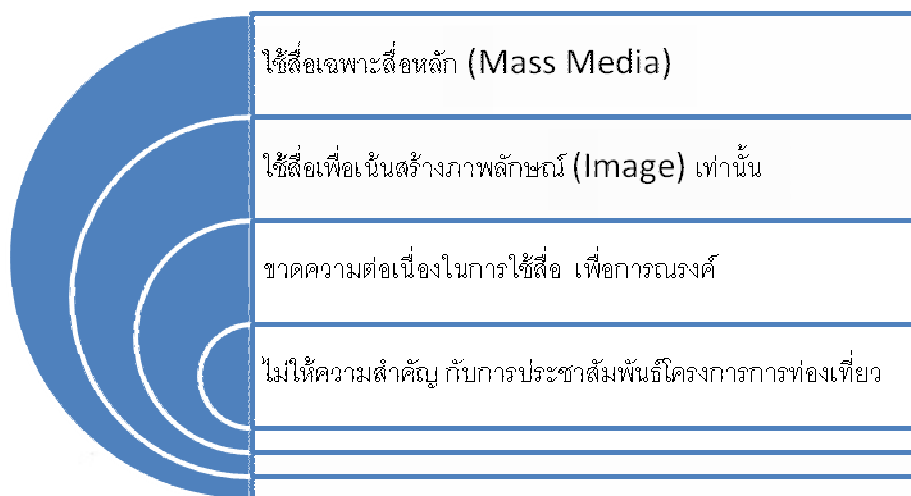 ใช้สื่อเฉพาะสื่อหลัก (Mass Media)
ใช้สื่อเพื่อเน้นสร้างภาพลักษณ์ (Image) เท่านั้น
ขาดความต่อเนื่องในการใช้สื่อ เพื่อการณรงค์
ไม่ให้ความสำคัญ กับการประชาสัมพันธ์โครงการการท่องเที่ยว